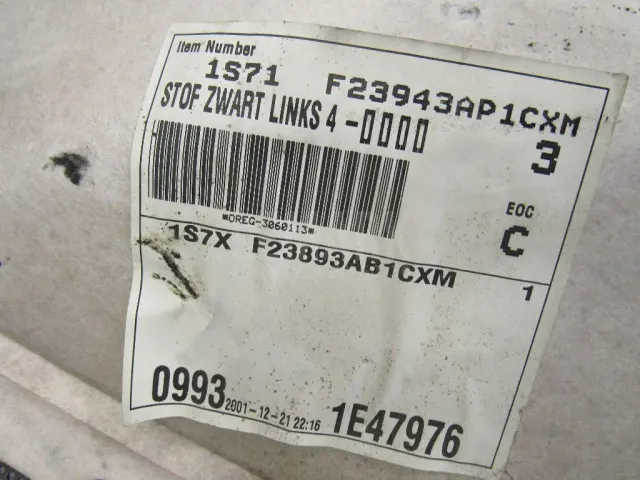 Item Number
1S71 F23943AP1CXM
STOF ZWART LINKS 4-▯▯▯▯
3
*OREG-3060113*
EOC
C
1S7X F23893AB1CXM 1
0993 2001-12-21 22:16 1E47976